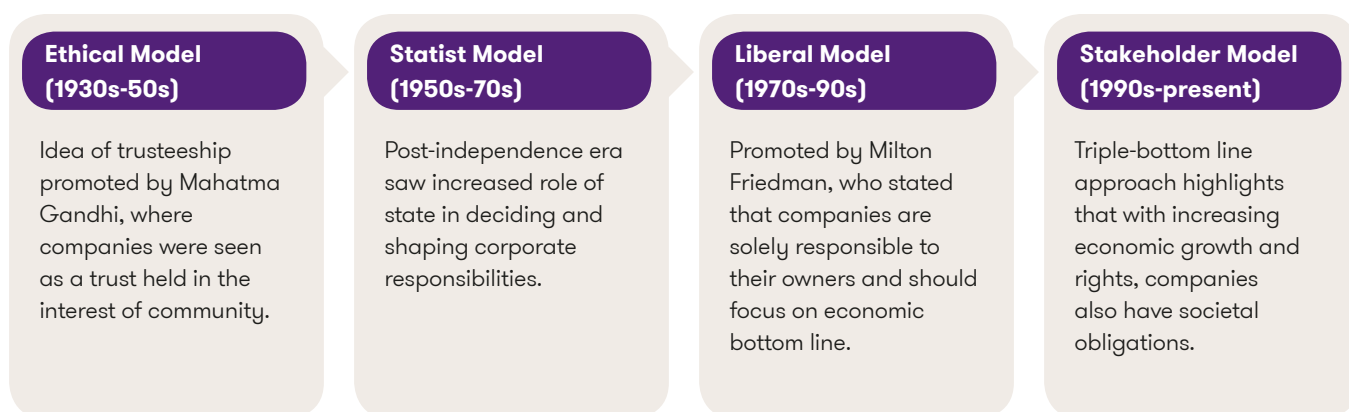 Ethical Model
(1930s-50s)
Idea of trusteeship
promoted by Mahatma
Gandhi, where
companies were seen
as a trust held in the
interest of community.
Statist Model
(1950s-70s)
Post-independence era
saw increased role of
state in deciding and
shaping corporate
responsibilities.
Liberal Model
(1970s-90s)
Promoted by Milton
Friedman, who stated
that companies are
solely responsible to
their owners and should
focus on economic
bottom line.
Stakeholder Model
(1990s-present)
Triple-bottom line
approach highlights
that with increasing
economic growth and
rights, companies
also have societal
obligations.